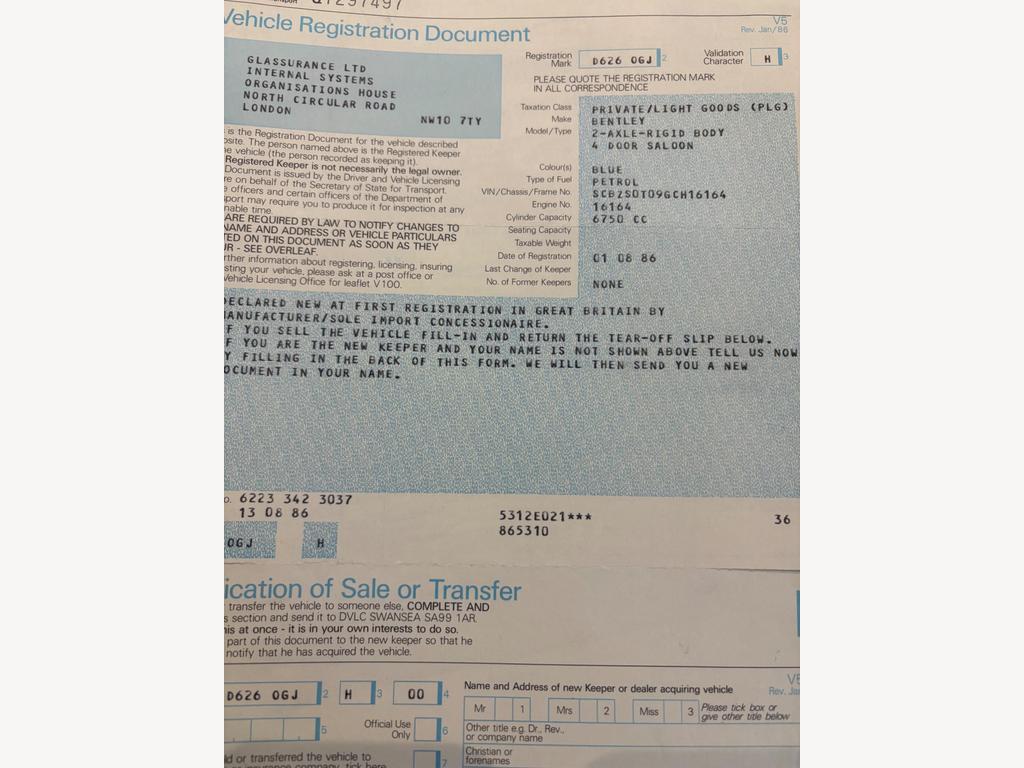 Q1297497
Vehicle Registration Document
V5
Rev. Jan/86
GLASSURANCE LTD
INTERNAL SYSTEMS
ORGANISATIONS HOUSE
NORTH CIRCULAR ROAD
LONDON
NW10 7TY
Registration Mark D626 OGJ 2
Validation Character H 3
PLEASE QUOTE THE REGISTRATION MARK
IN ALL CORRESPONDENCE
Taxation Class PRIVATE/LIGHT GOODS (PLG)
Make BENTLEY
Model/Type 2-AXLE-RIGID BODY
4 DOOR SALOON
Colour(s) BLUE
Type of Fuel PETROL
VIN/Chassis/Frame No. SCBZS0T09GCH16164
Engine No. 16164
Cylinder Capacity 6750 CC
Seating Capacity
Taxable Weight
Date of Registration 01 08 86
Last Change of Keeper
No. of Former Keepers NONE
is the Registration Document for the vehicle described
osite. The person named above is the Registered Keeper
he vehicle (the person recorded as keeping it).
Registered Keeper is not necessarily the legal owner.
Document is issued by the Driver and Vehicle Licensing
re on behalf of the Secretary of State for Transport.
e officers and certain officers of the Department of
sport may require you to produce it for inspection at any
nable time.
ARE REQUIRED BY LAW TO NOTIFY CHANGES TO
NAME AND ADDRESS OR VEHICLE PARTICULARS
TED ON THIS DOCUMENT AS SOON AS THEY
UR - SEE OVERLEAF.
rther information about registering, licensing, insuring
sting your vehicle, please ask at a post office or
Vehicle Licensing Office for leaflet V100.
DECLARED NEW AT FIRST REGISTRATION IN GREAT BRITAIN BY
MANUFACTURER/SOLE IMPORT CONCESSIONAIRE.
F YOU SELL THE VEHICLE FILL-IN AND RETURN THE TEAR-OFF SLIP BELOW.
F YOU ARE THE NEW KEEPER AND YOUR NAME IS NOT SHOWN ABOVE TELL US NOW
Y FILLING IN THE BACK OF THIS FORM. WE WILL THEN SEND YOU A NEW
OCUMENT IN YOUR NAME.
o. 6223 342 3037
13 08 86
5312E021***
865310
36
OGJ H
ication of Sale or Transfer
transfer the vehicle to someone else, COMPLETE AND
s section and send it to DVLC SWANSEA SA99 1AR.
his at once - it is in your own interests to do so.
part of this document to the new keeper so that he
notify that he has acquired the vehicle.
V5
Rev. Jan
D626 OGJ 2 H 3 00 4
5 Official Use Only 6
ld or transferred the vehicle to
7
Name and Address of new Keeper or dealer acquiring vehicle
Mr 1 Mrs 2 Miss 3 Please tick box or
give other title below
Other title e.g. Dr., Rev.,
or company name
Christian or
forenames